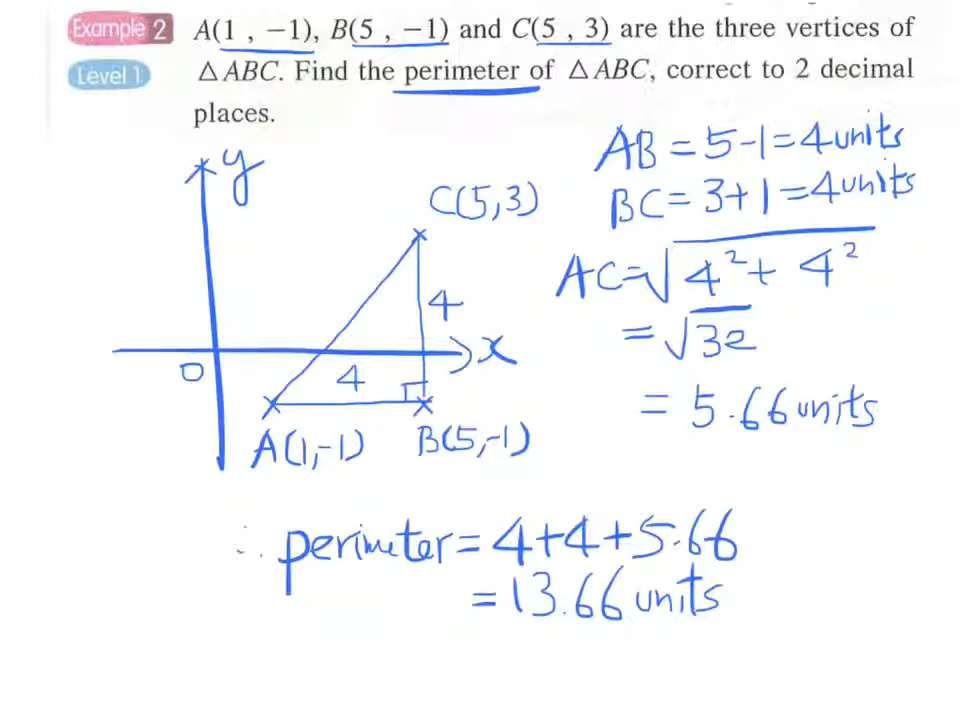 Example 2 A(1 , −1), B(5 , −1) and C(5 , 3) are the three vertices of
Level 1 △ABC. Find the perimeter of △ABC, correct to 2 decimal
places.
AB = 5-1 = 4 units
BC = 3+1 = 4 units
AC = √4² + 4²
= √32
= 5.66 units
y
C(5,3)
4
x
0
4
A(1,-1)
B(5,-1)
∴ perimeter = 4+4+5.66
= 13.66 units